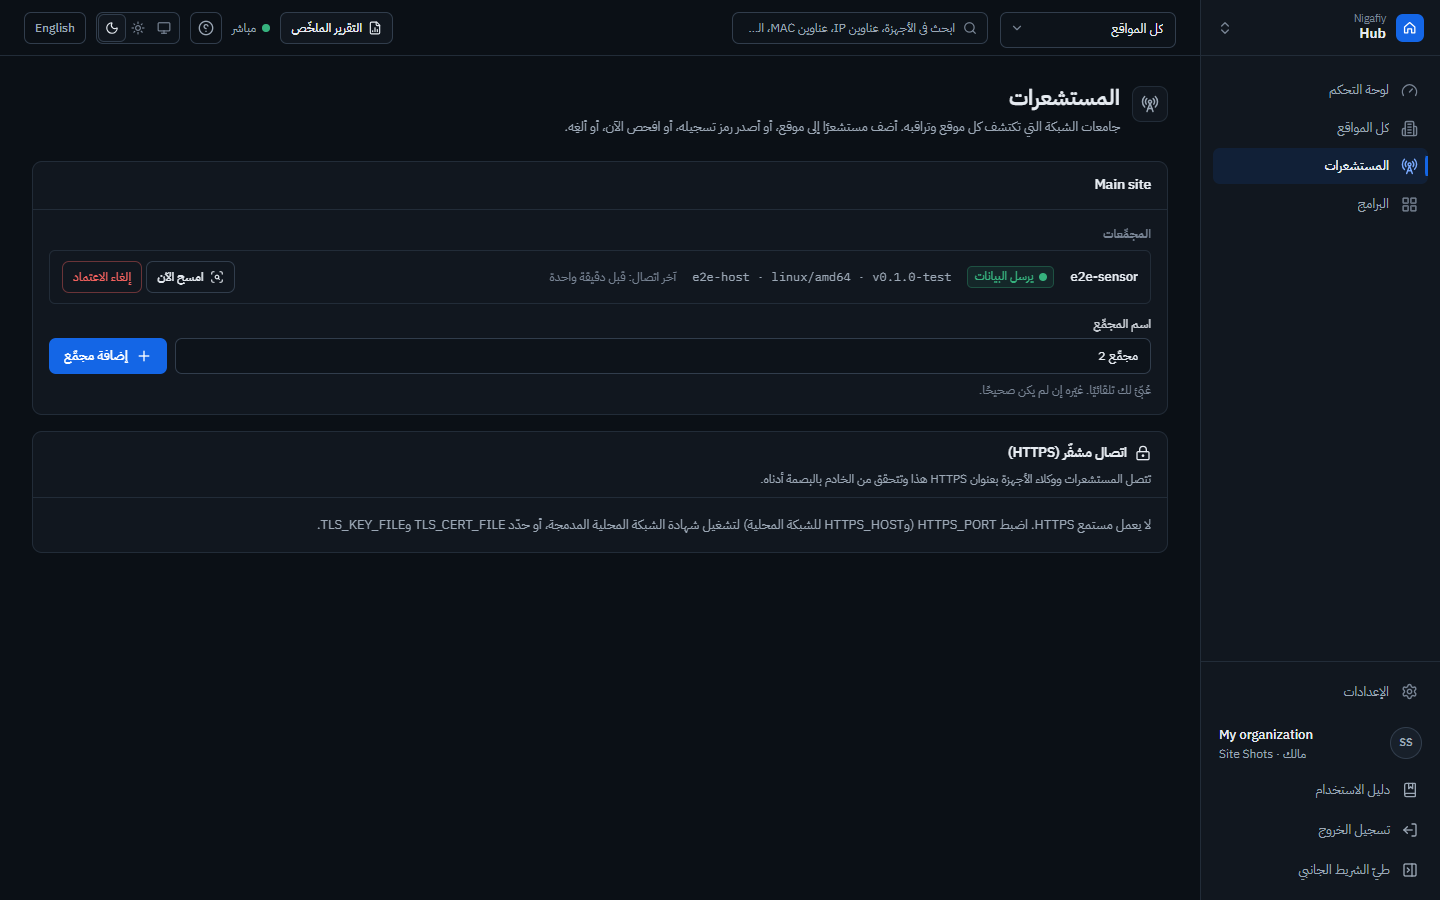 Nigafiy
Hub
لوحة التحكم
كل المواقع
المستشعرات
البرامج
الإعدادات
SS
My organization
Site Shots · مالك
دليل الاستخدام
تسجيل الخروج
طيّ الشريط الجانبي
كل المواقع
ابحث في الأجهزة، عناوين IP، عناوين MAC، الـ...
التقرير الملخّص
مباشر
English
المستشعرات
جامعات الشبكة التي تكتشف كل موقع وتراقبه. أضف مستشعرًا إلى موقع، أو أصدر رمز تسجيله، أو افحص الآن، أو ألغِه.
Main site
المجمّعات
e2e-sensor
يرسل البيانات
e2e-host · linux/amd64 · v0.1.0-test
آخر اتصال: قبل دقيقة واحدة
امسح الآن
إلغاء الاعتماد
اسم المجمّع
مجمّع 2
إضافة مجمّع
عُبّئ لك تلقائيًا. غيّره إن لم يكن صحيحًا.
اتصال مشفّر (HTTPS)
تتصل المستشعرات ووكلاء الأجهزة بعنوان HTTPS هذا وتتحقق من الخادم بالبصمة أدناه.
لا يعمل مستمع HTTPS. اضبط HTTPS_PORT (وHTTPS_HOST للشبكة المحلية) لتشغيل شهادة الشبكة المحلية المدمجة، أو حدّد TLS_CERT_FILE وTLS_KEY_FILE.